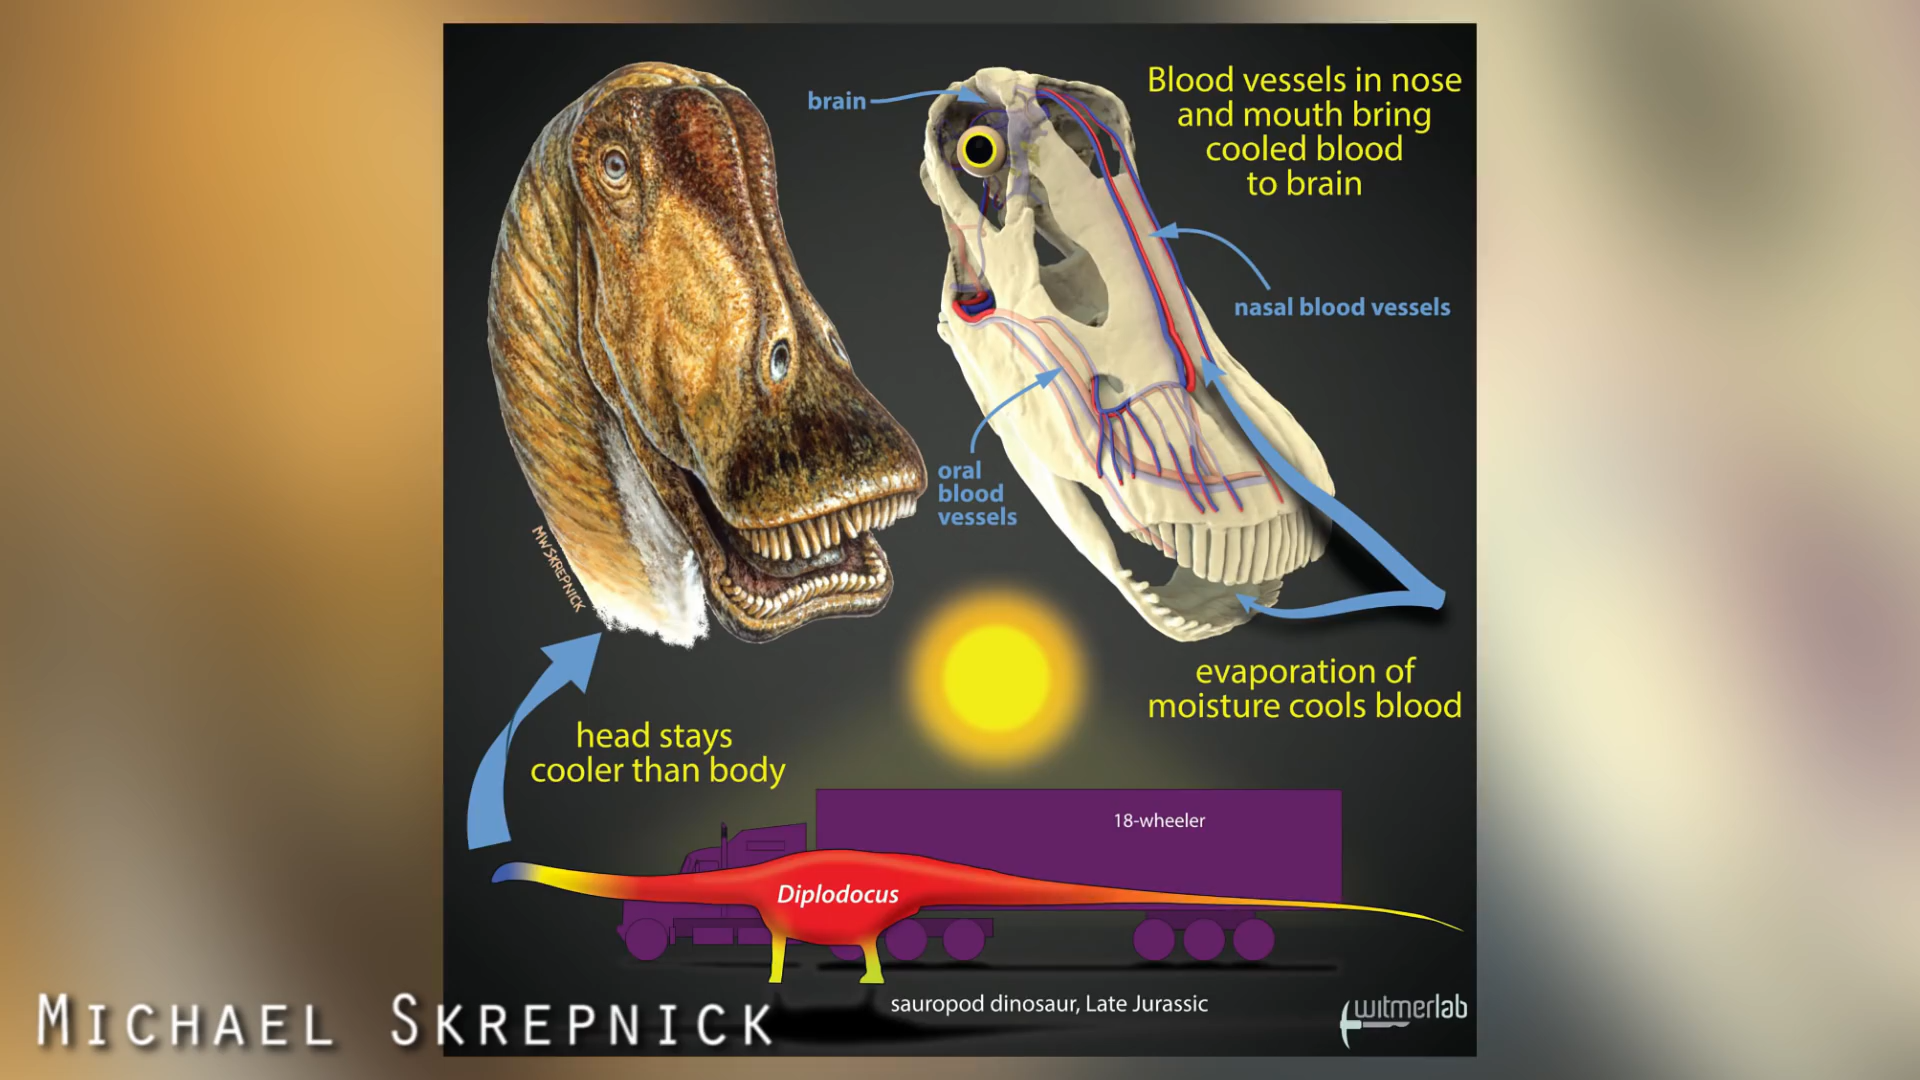 brain
Blood vessels in nose
and mouth bring
cooled blood
to brain
nasal blood vessels
oral
blood
vessels
MWSKREPNICK
evaporation of
moisture cools blood
head stays
cooler than body
18-wheeler
Diplodocus
sauropod dinosaur, Late Jurassic
witmerlab
MICHAEL SKREPNICK